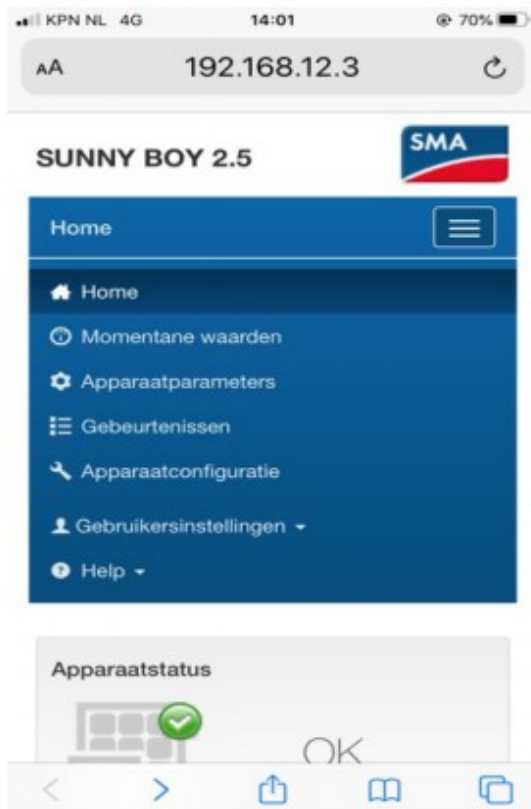 KPN NL 4G 14:01 70%
AA 192.168.12.3
SUNNY BOY 2.5 SMA
Home
Home
Momentane waarden
Apparaatparameters
Gebeurtenissen
Apparaatconfiguratie
Gebruikersinstellingen
Help
Apparaatstatus
OK